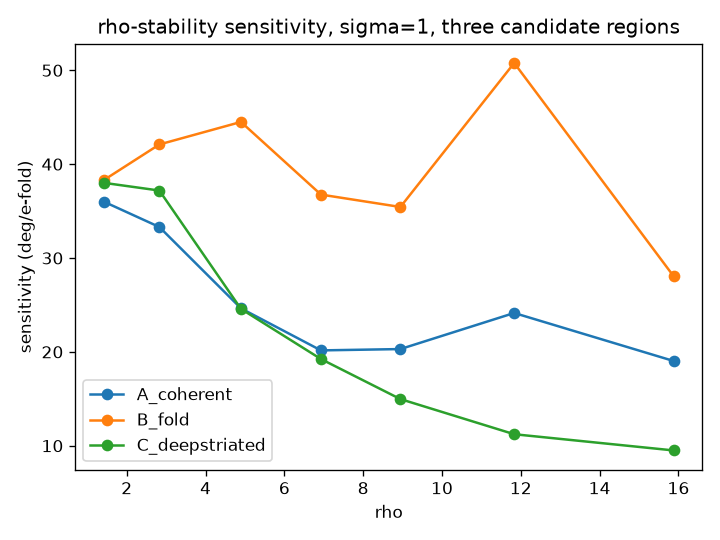 rho-stability sensitivity, sigma=1, three candidate regions
sensitivity (deg/e-fold)
50
40
30
20
10
A_coherent
B_fold
C_deepstriated
2 4 6 8 10 12 14 16
rho